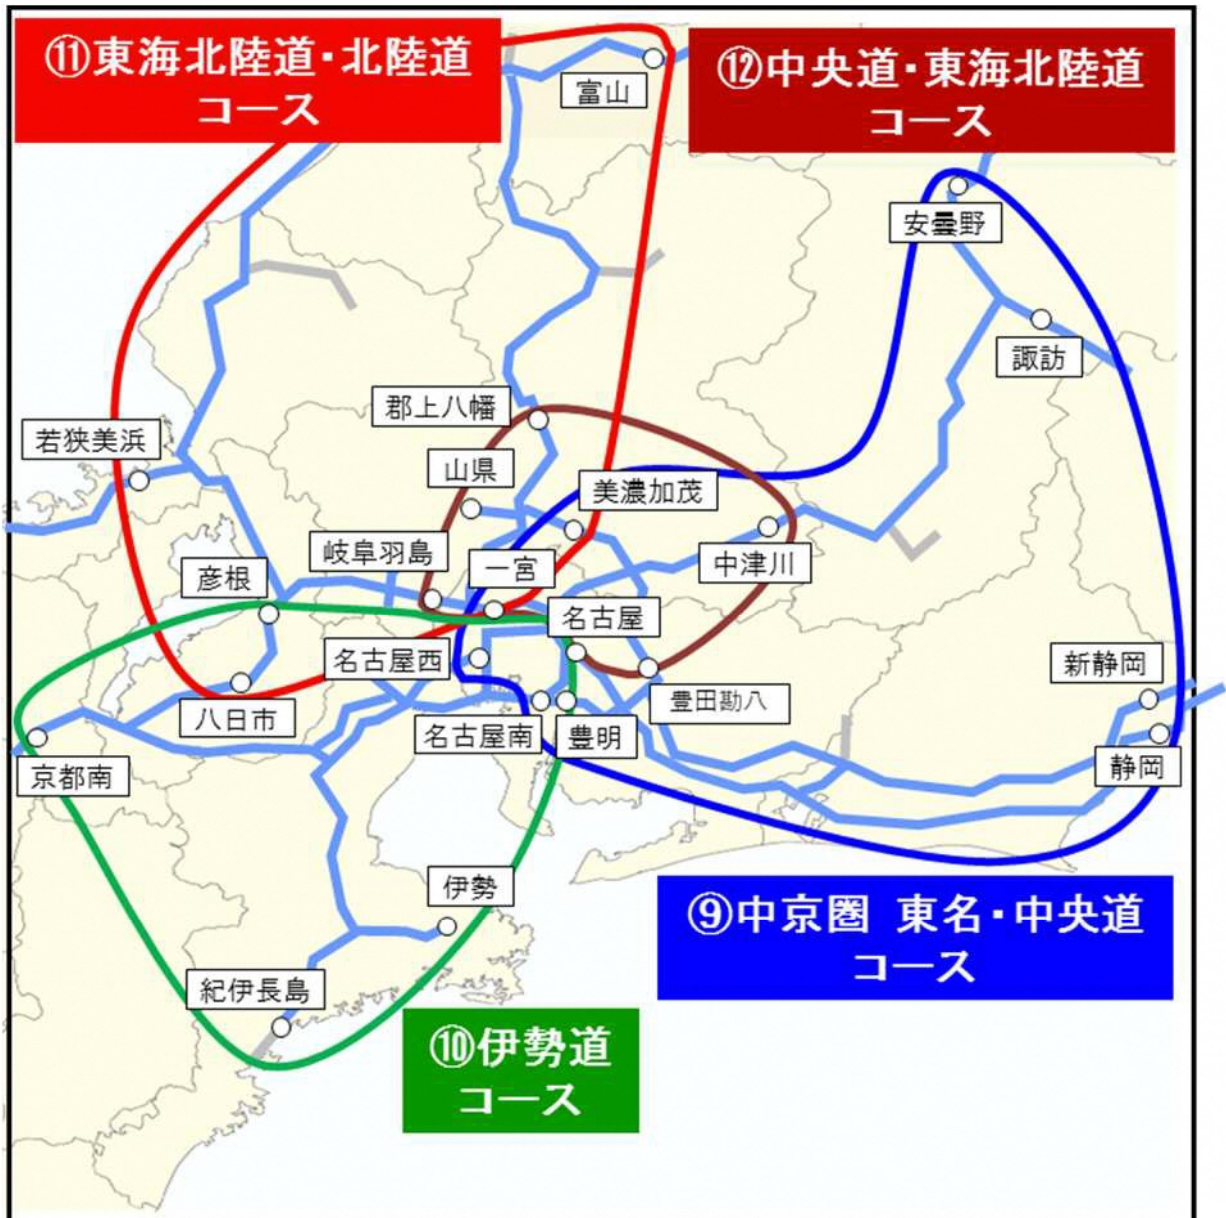 ⑪東海北陸道・北陸道
コース
富山
⑫中央道・東海北陸道
コース
安曇野
諏訪
郡上八幡
若狭美浜
山県
美濃加茂
岐阜羽島
一宮
中津川
彦根
名古屋
名古屋西
新静岡
八日市
豊田勘八
名古屋南
豊明
京都南
静岡
伊勢
⑨中京圏 東名・中央道
コース
紀伊長島
⑩伊勢道
コース